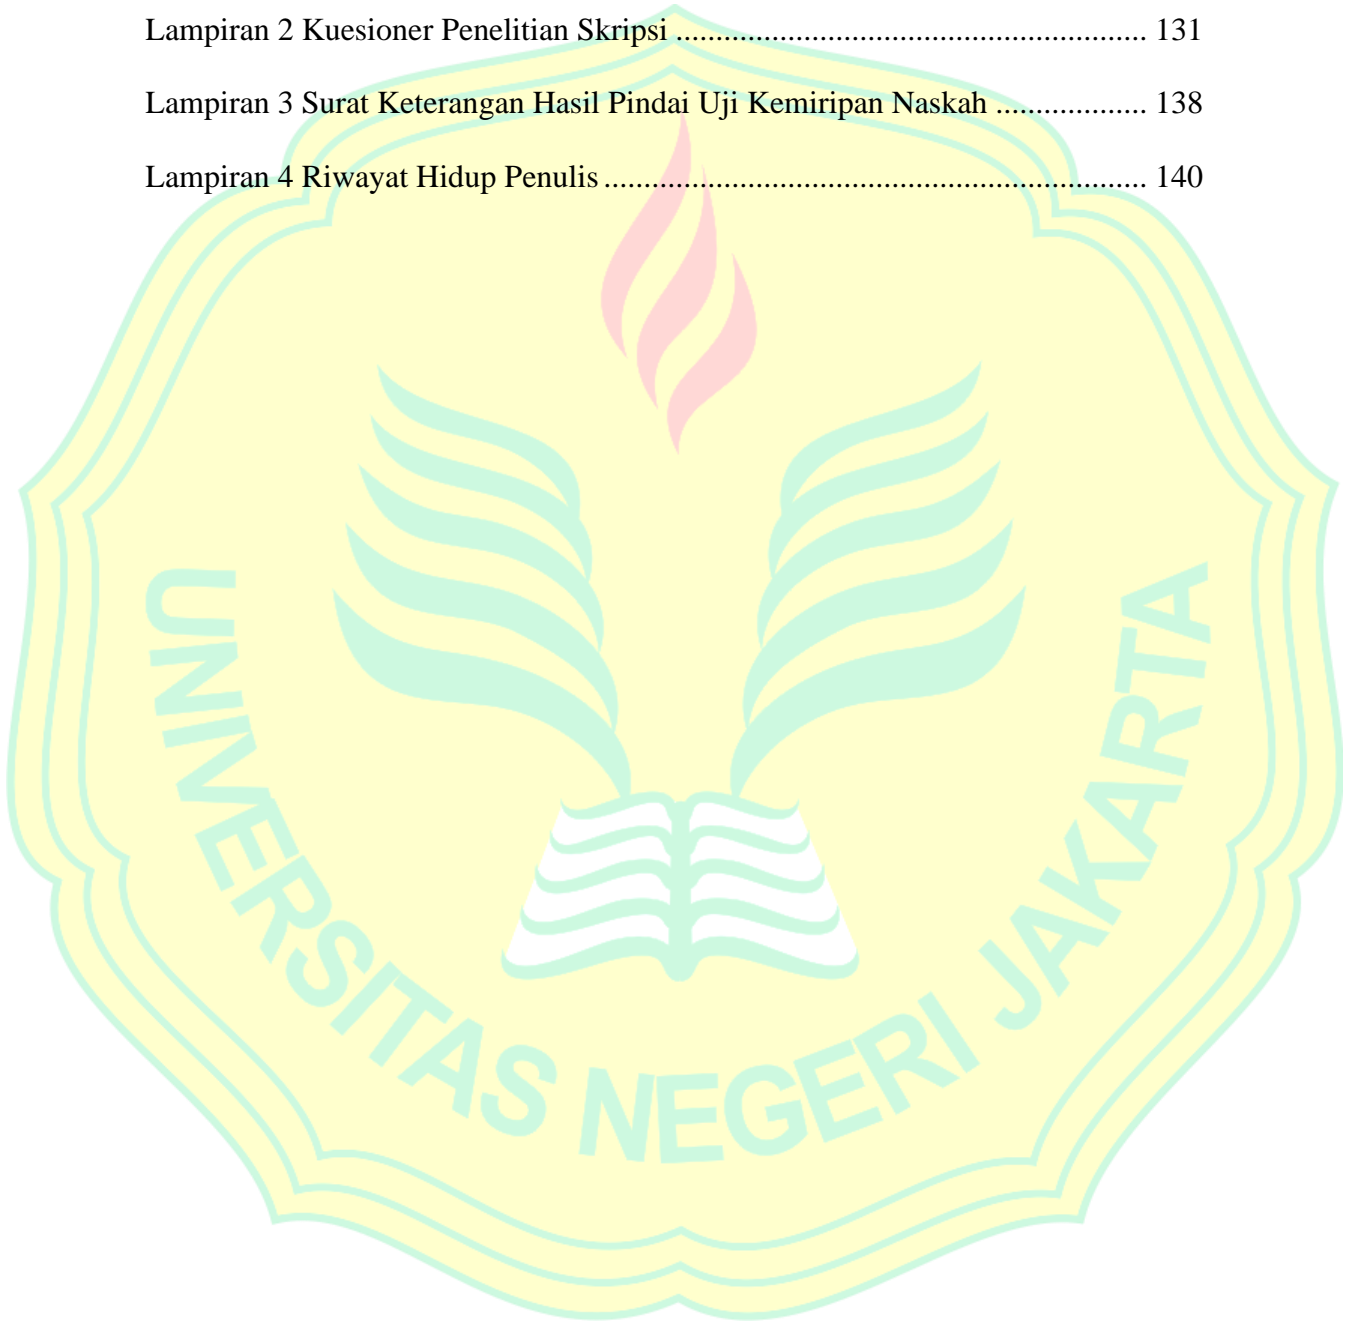 Lampiran 2 Kuesioner Penelitian Skripsi ................................................. 131
Lampiran 3 Surat Keterangan Hasil Pindai Uji Kemiripan Naskah ................ 138
Lampiran 4 Riwayat Hidup Penulis ......................................................... 140
UNIVERSITAS NEGERI JAKARTA